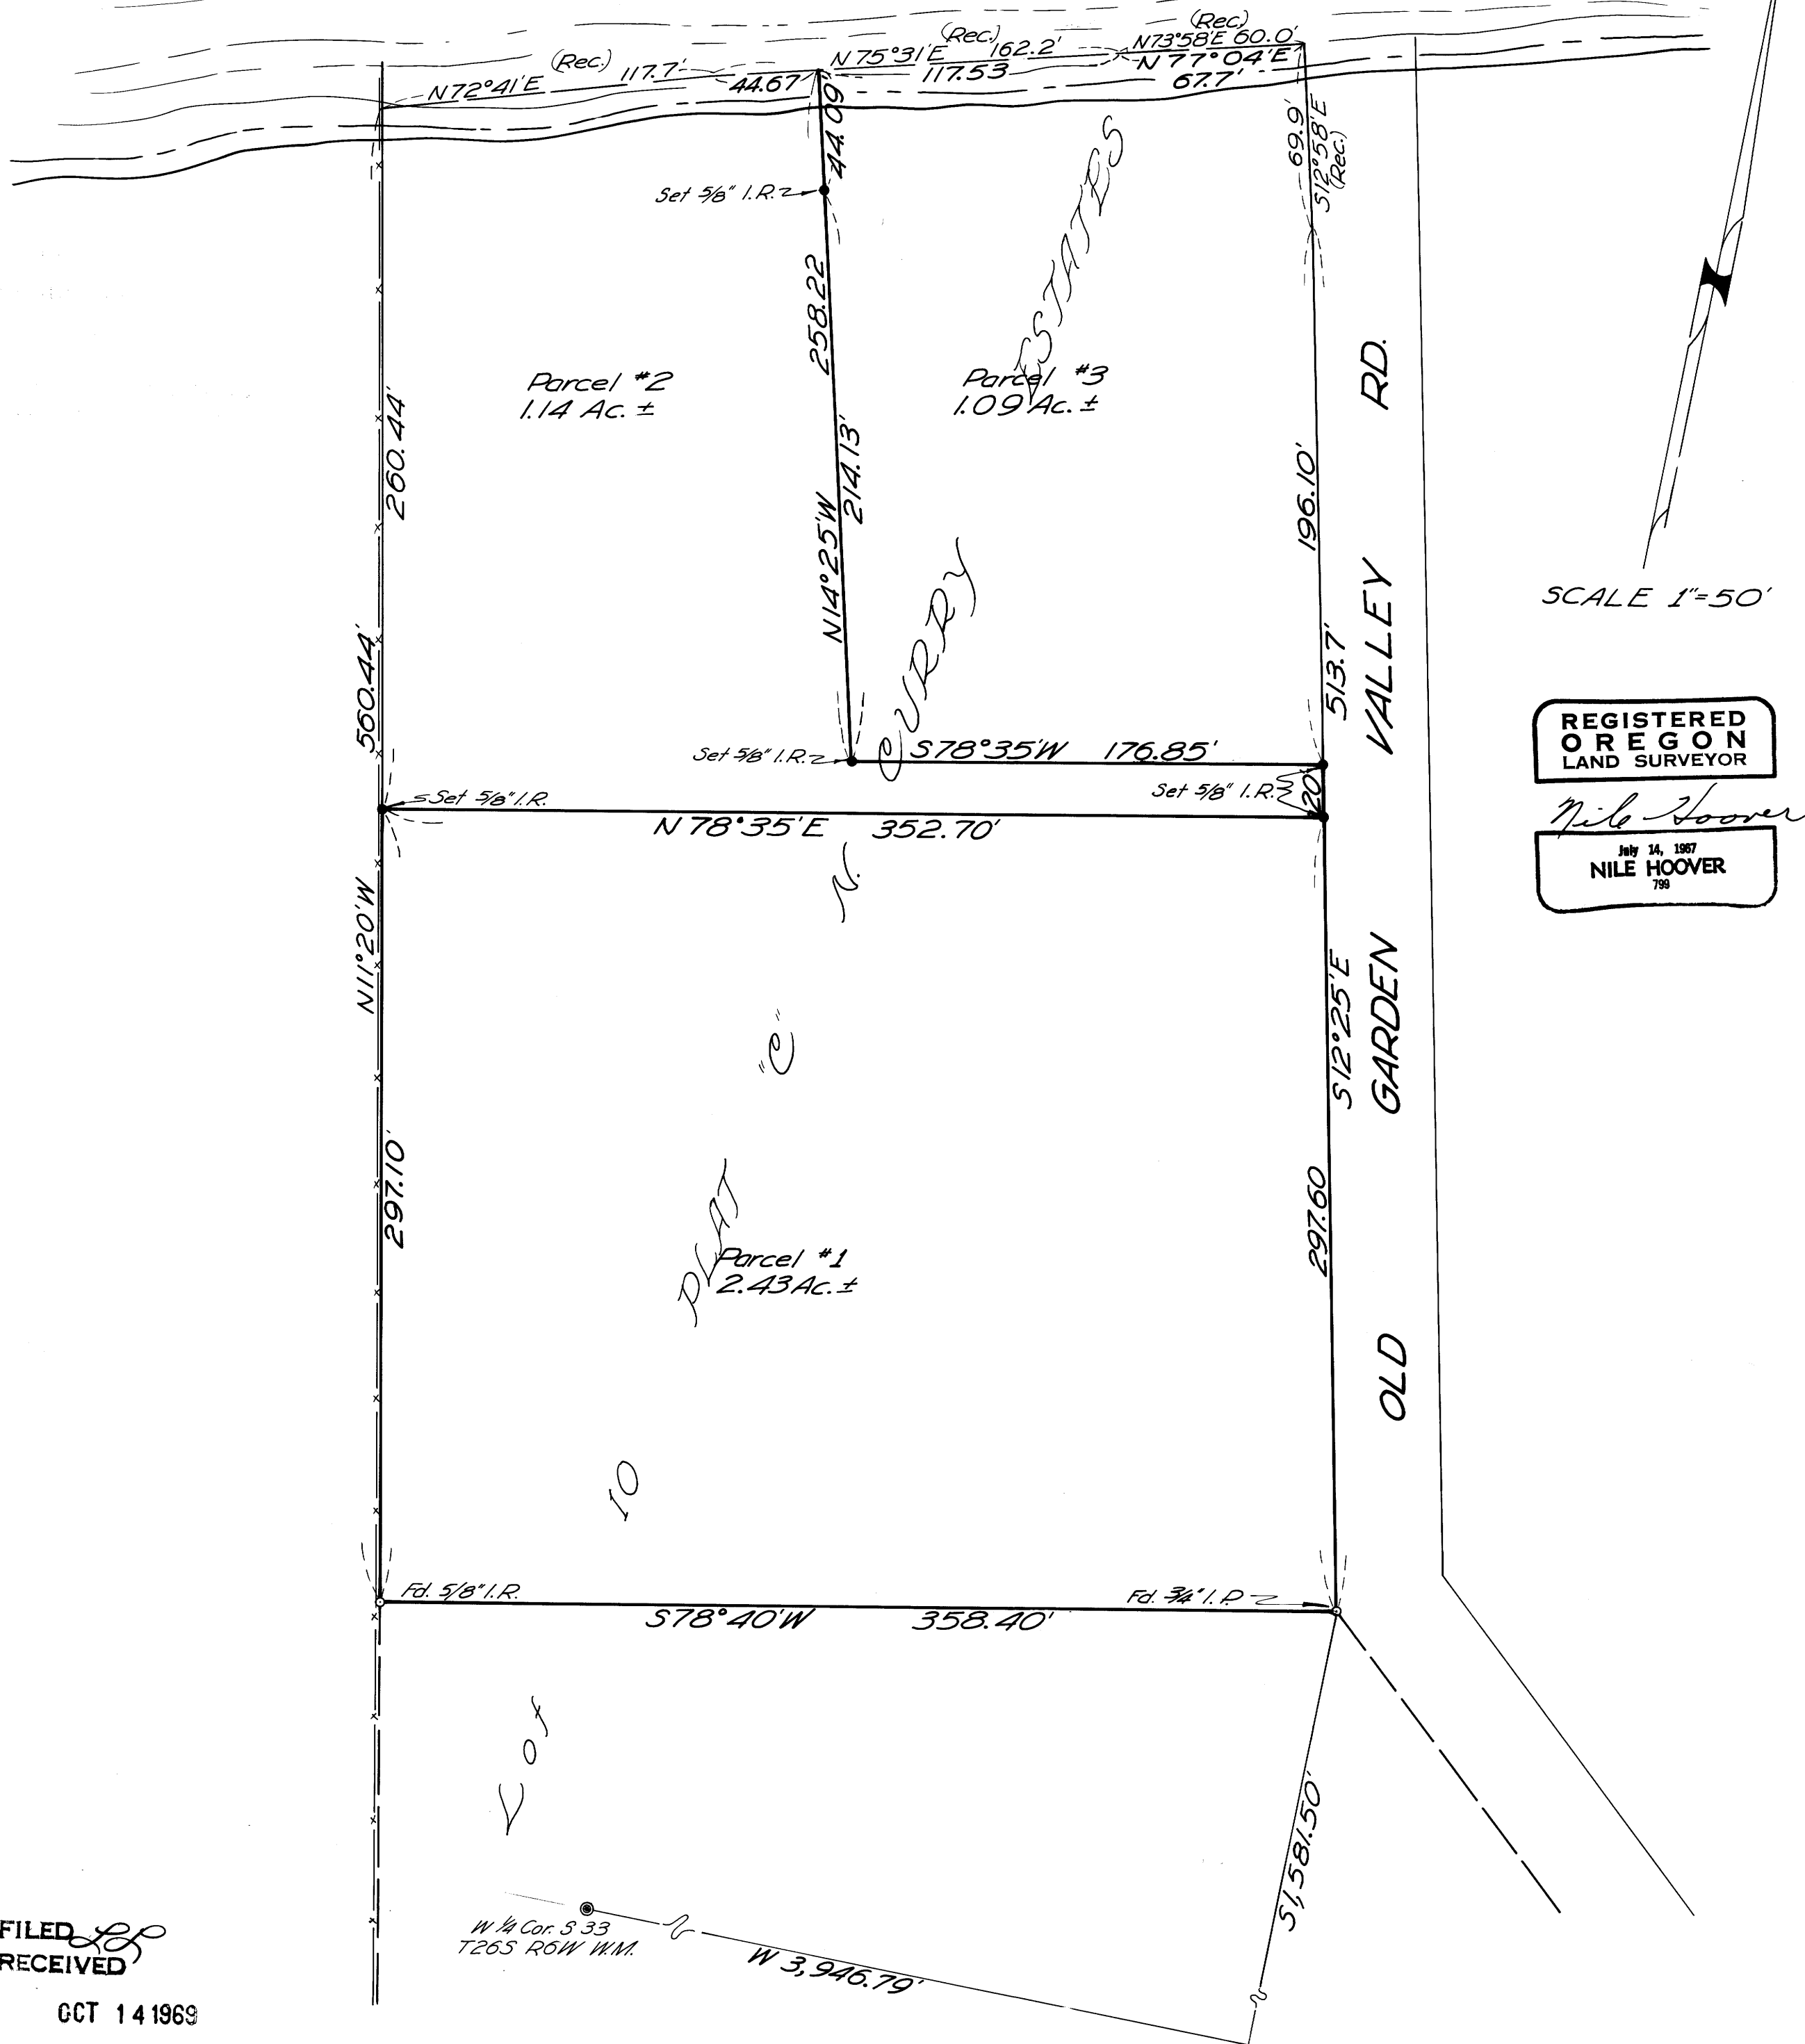 (Rec.)
N72°41'E 117.7'
44.67
(Rec.)
N75°31'E 162.2'
117.53
(Rec)
N73°58'E 60.0'
N77°04'E
67.7'
44.09
69.9'
S12°58'E
(Rec.)
Set 5/8" I.R.
258.22
214.13'
N14°25'W
Parcel #2
1.14 Ac. ±
Parcel #3
1.09 Ac. ±
260.44'
560.44'
196.10'
513.7'
SCALE 1"=50'
REGISTERED
OREGON
LAND SURVEYOR
Nile Hoover
July 14, 1967
NILE HOOVER
799
Set 5/8" I.R.
S78°35'W 176.85'
Set 5/8" I.R.
20'
Set 5/8" I.R.
N78°35'E 352.70'
N11°20'W
S12°25'E
297.10'
297.60
Parcel #1
2.43 Ac. ±
LOT 10 PLAT "C" N. CURRY ESTATES
OLD GARDEN VALLEY RD.
Fd. 5/8" I.R.
Fd. 3/4" I.P
S78°40'W 358.40'
S1,581.50'
W 1/4 Cor. S 33
T26S R6W W.M.
W 3,946.79'
FILED
RECEIVED
OCT 14 1969